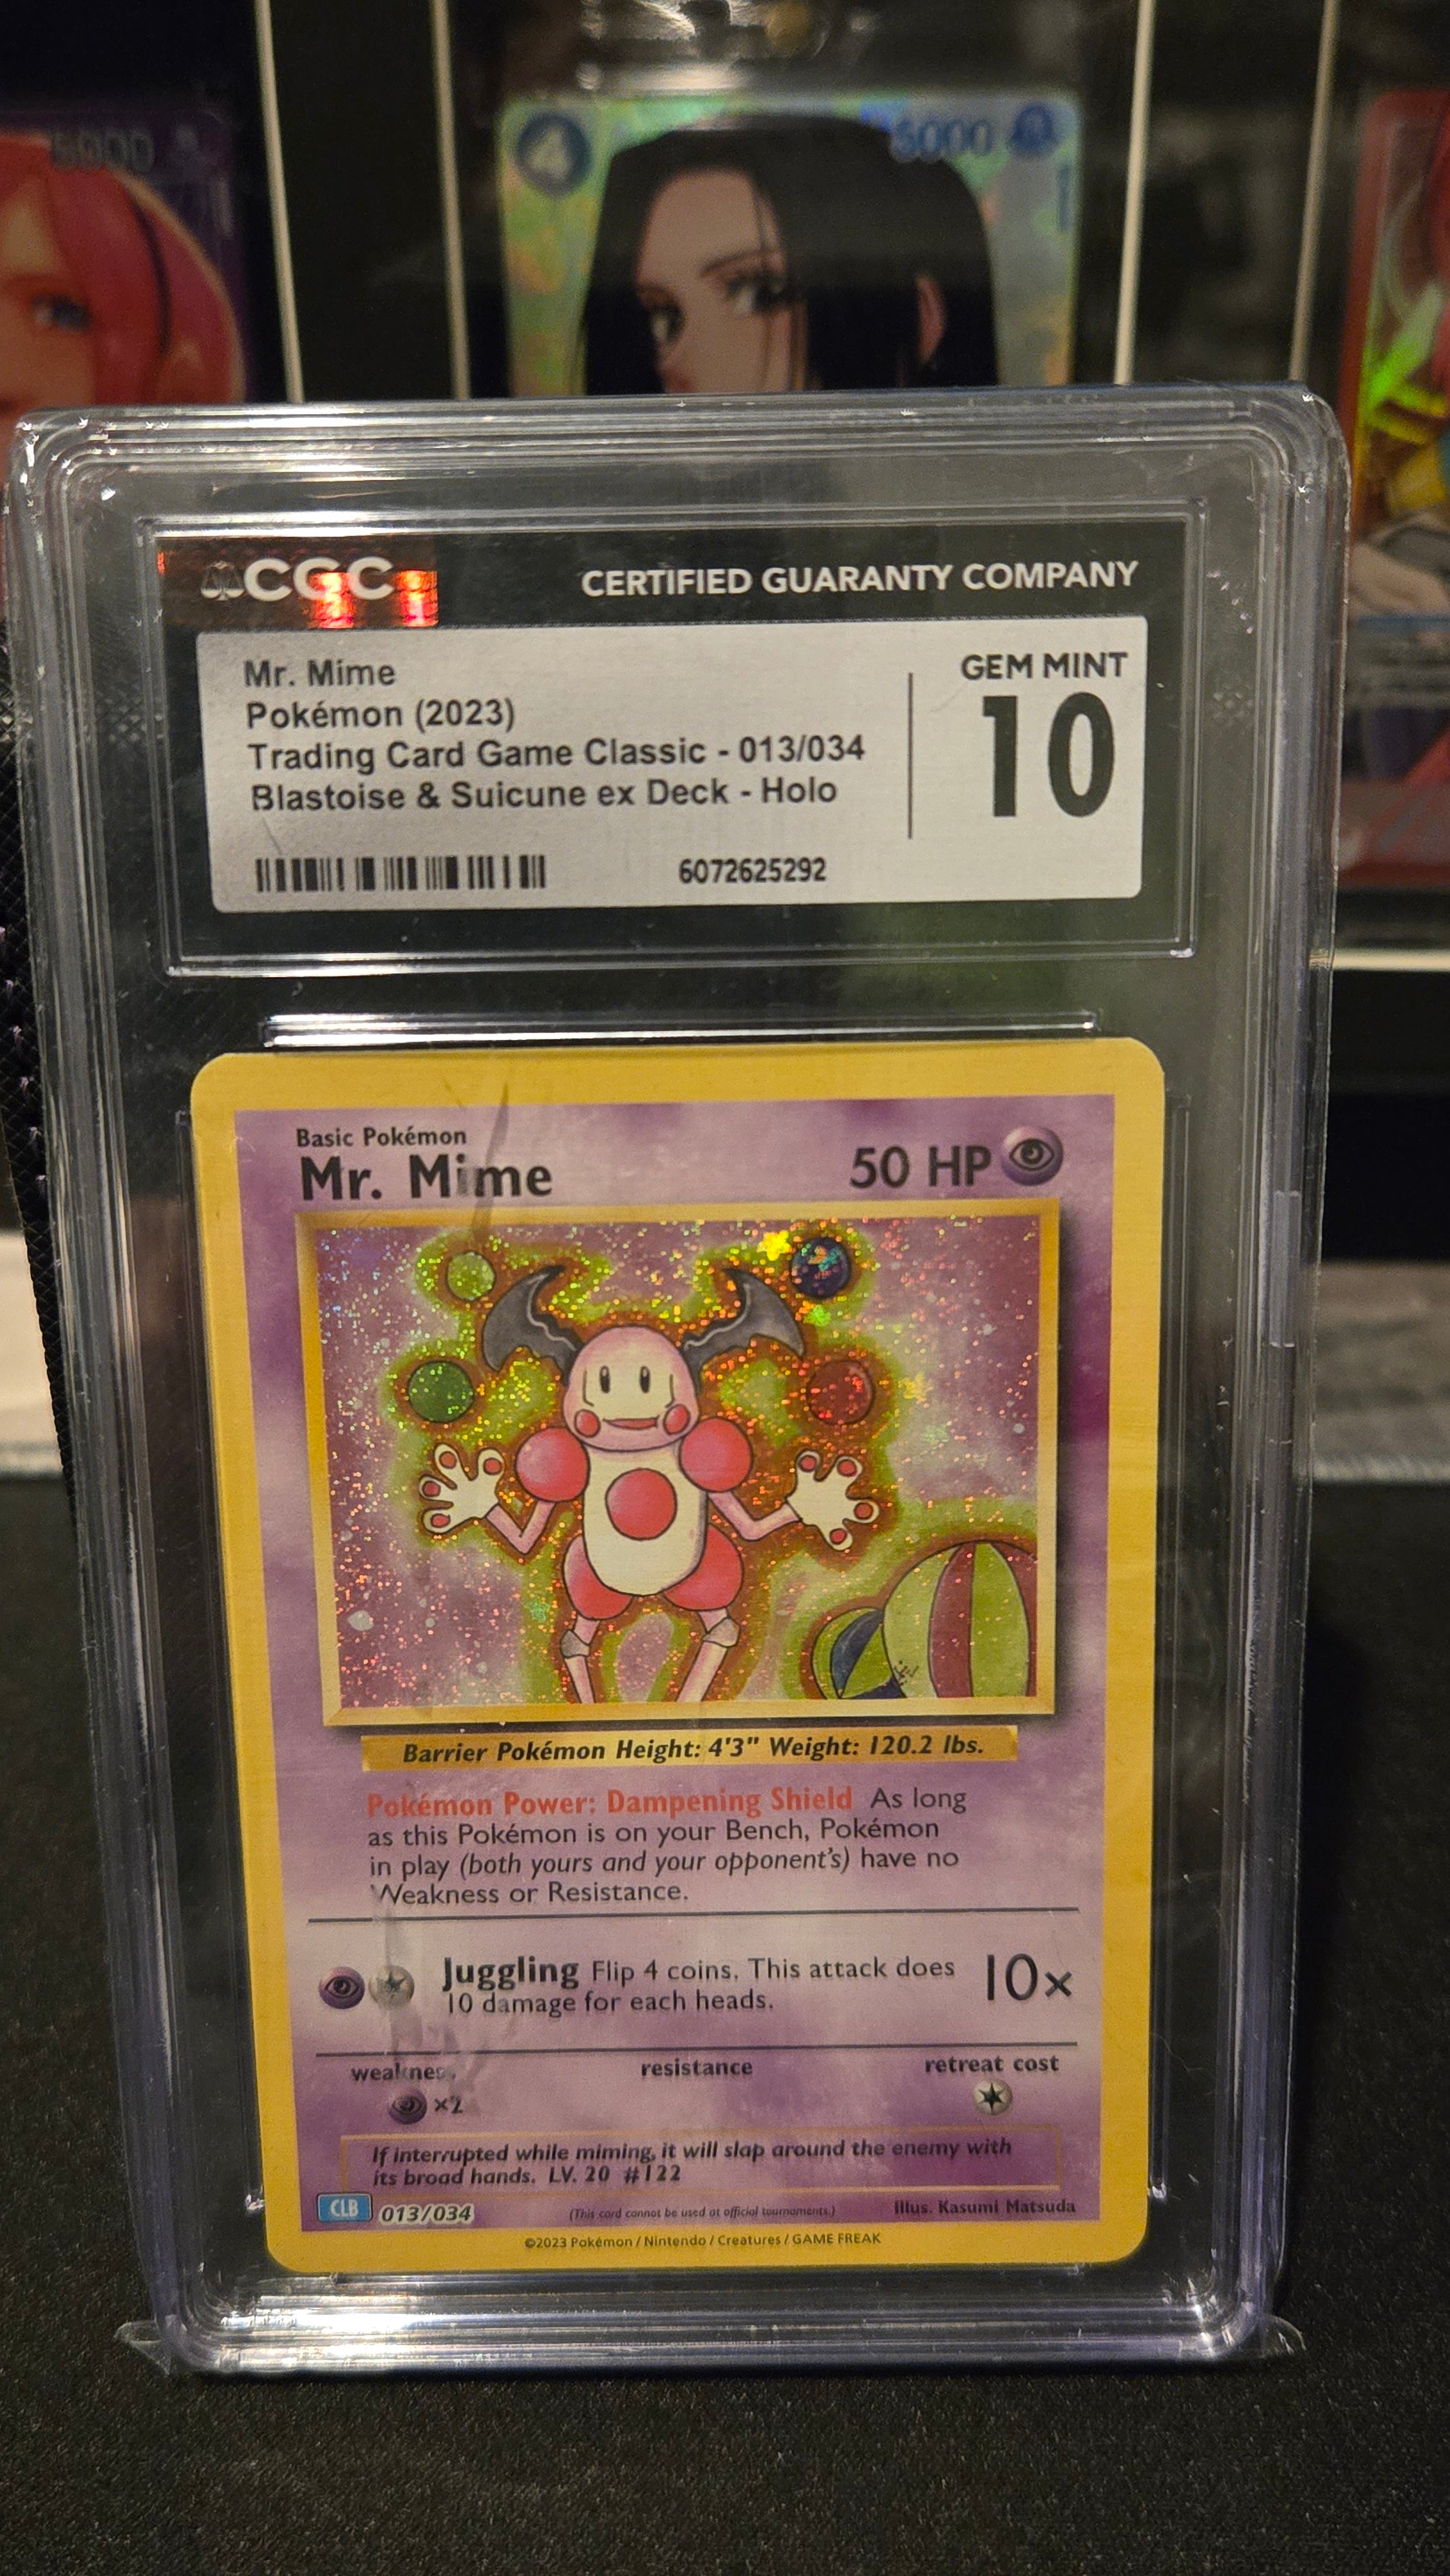 4
5000
CGC
CERTIFIED GUARANTY COMPANY
Mr. Mime
Pokémon (2023)
Trading Card Game Classic - 013/034
Blastoise & Suicune ex Deck - Holo
GEM MINT
10
6072625292
Basic Pokémon
Mr. Mime
50 HP
Barrier Pokémon Height: 4'3" Weight: 120.2 lbs.
Pokémon Power: Dampening Shield As long
as this Pokémon is on your Bench, Pokémon
in play (both yours and your opponent's) have no
Weakness or Resistance.
Juggling Flip 4 coins. This attack does
10 damage for each heads.
10×
weakness
resistance
retreat cost
×2
If interrupted while miming, it will slap around the enemy with
its broad hands. LV. 20 #122
CLB 013/034
(This card cannot be used at official tournaments.)
Illus. Kasumi Matsuda
©2023 Pokémon / Nintendo / Creatures / GAME FREAK